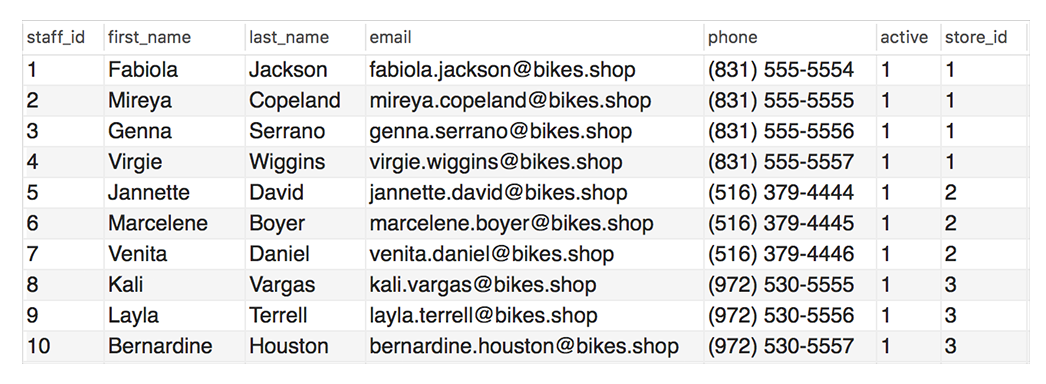 staff_id first_name last_name email phone active store_id
1 Fabiola Jackson fabiola.jackson@bikes.shop (831) 555-5554 1 1
2 Mireya Copeland mireya.copeland@bikes.shop (831) 555-5555 1 1
3 Genna Serrano genna.serrano@bikes.shop (831) 555-5556 1 1
4 Virgie Wiggins virgie.wiggins@bikes.shop (831) 555-5557 1 1
5 Jannette David jannette.david@bikes.shop (516) 379-4444 1 2
6 Marcelene Boyer marcelene.boyer@bikes.shop (516) 379-4445 1 2
7 Venita Daniel venita.daniel@bikes.shop (516) 379-4446 1 2
8 Kali Vargas kali.vargas@bikes.shop (972) 530-5555 1 3
9 Layla Terrell layla.terrell@bikes.shop (972) 530-5556 1 3
10 Bernardine Houston bernardine.houston@bikes.shop (972) 530-5557 1 3